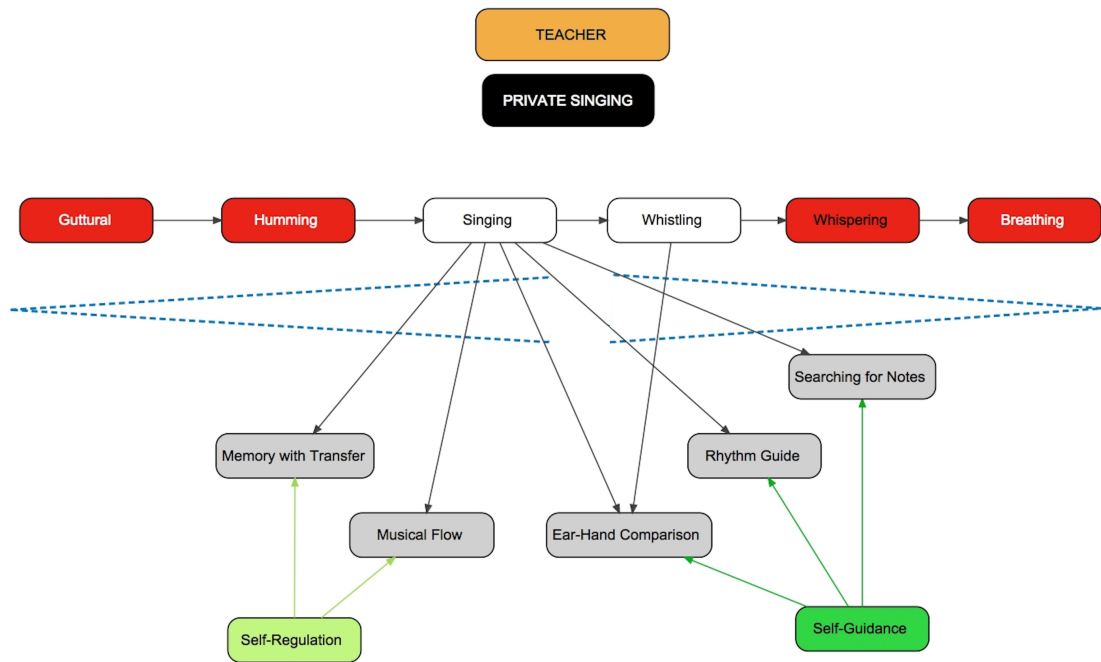 TEACHER
PRIVATE SINGING
Guttural
Humming
Singing
Whistling
Whispering
Breathing
Searching for Notes
Memory with Transfer
Rhythm Guide
Musical Flow
Ear-Hand Comparison
Self-Regulation
Self-Guidance